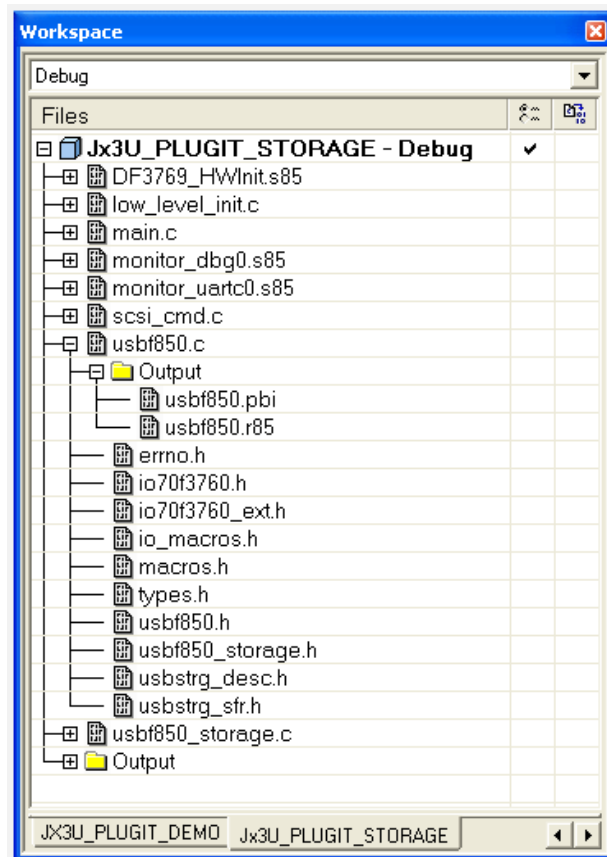 Workspace
Debug
Files
Jx3U_PLUGIT_STORAGE - Debug
DF3769_HWInit.s85
low_level_init.c
main.c
monitor_dbg0.s85
monitor_uartc0.s85
scsi_cmd.c
usbf850.c
Output
usbf850.pbi
usbf850.r85
errno.h
io70f3760.h
io70f3760_ext.h
io_macros.h
macros.h
types.h
usbf850.h
usbf850_storage.h
usbstrg_desc.h
usbstrg_sfr.h
usbf850_storage.c
Output
JX3U_PLUGIT_DEMO Jx3U_PLUGIT_STORAGE